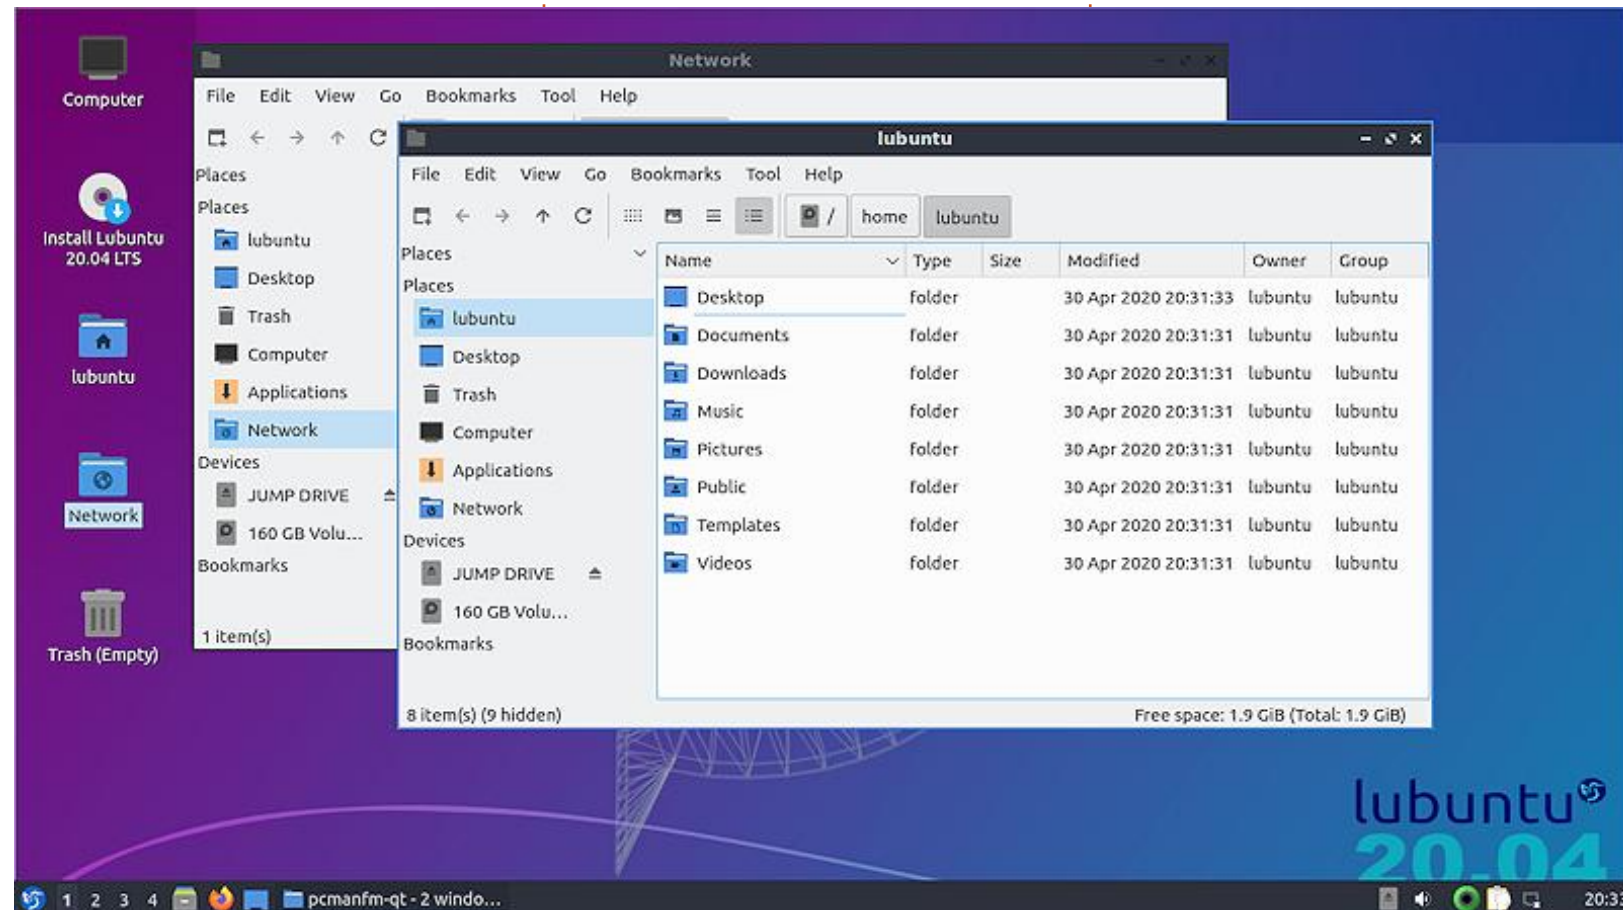 Computer
Install Lubuntu
20.04 LTS
lubuntu
Network
Trash (Empty)
Network
File Edit View Go Bookmarks Tool Help
Places
Places
lubuntu
Desktop
Trash
Computer
Applications
Network
Devices
JUMP DRIVE
160 GB Volu...
Bookmarks
1 item(s)
lubuntu
File Edit View Go Bookmarks Tool Help
/ home lubuntu
Places
Places
lubuntu
Desktop
Trash
Computer
Applications
Network
Devices
JUMP DRIVE
160 GB Volu...
Bookmarks
Name Type Size Modified Owner Group
Desktop folder 30 Apr 2020 20:31:33 lubuntu lubuntu
Documents folder 30 Apr 2020 20:31:31 lubuntu lubuntu
Downloads folder 30 Apr 2020 20:31:31 lubuntu lubuntu
Music folder 30 Apr 2020 20:31:31 lubuntu lubuntu
Pictures folder 30 Apr 2020 20:31:31 lubuntu lubuntu
Public folder 30 Apr 2020 20:31:31 lubuntu lubuntu
Templates folder 30 Apr 2020 20:31:31 lubuntu lubuntu
Videos folder 30 Apr 2020 20:31:31 lubuntu lubuntu
8 item(s) (9 hidden) Free space: 1.9 GiB (Total: 1.9 GiB)
lubuntu
20.04
1 2 3 4 pcmanfm-qt - 2 windo...